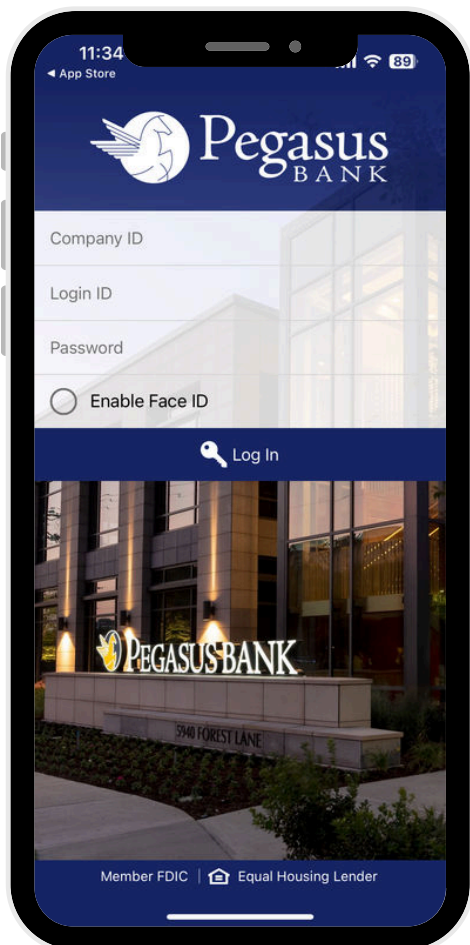 11:34
89
◀ App Store
Pegasus
BANK
Company ID
Login ID
Password
Enable Face ID
Log In
PEGASUS BANK
5940 FOREST LANE
Member FDIC | Equal Housing Lender